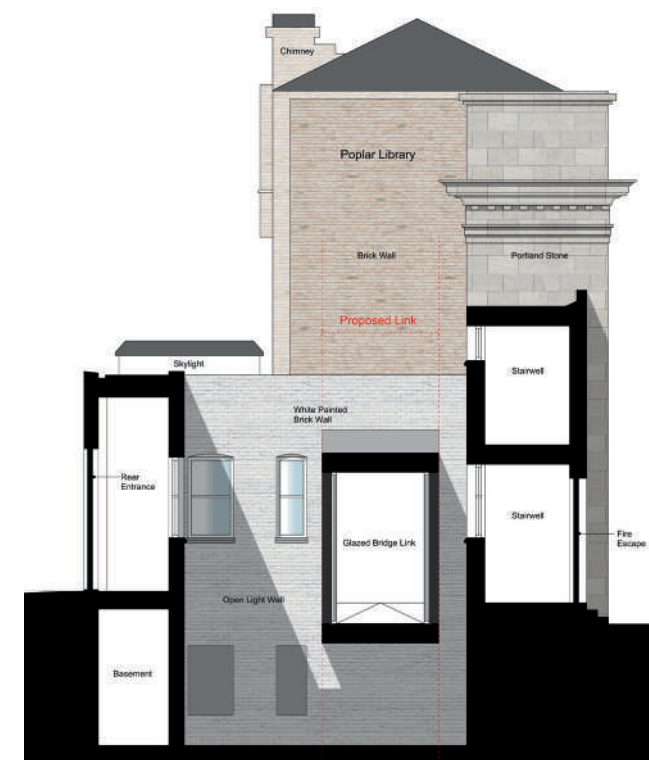 Chimney
Poplar Library
Brick Wall
Portland Stone
Proposed Link
Skylight
Stairwell
White Painted
Brick Wall
Rear
Entrance
Stairwell
Glazed Bridge Link
Fire
Escape
Open Light Well
Basement